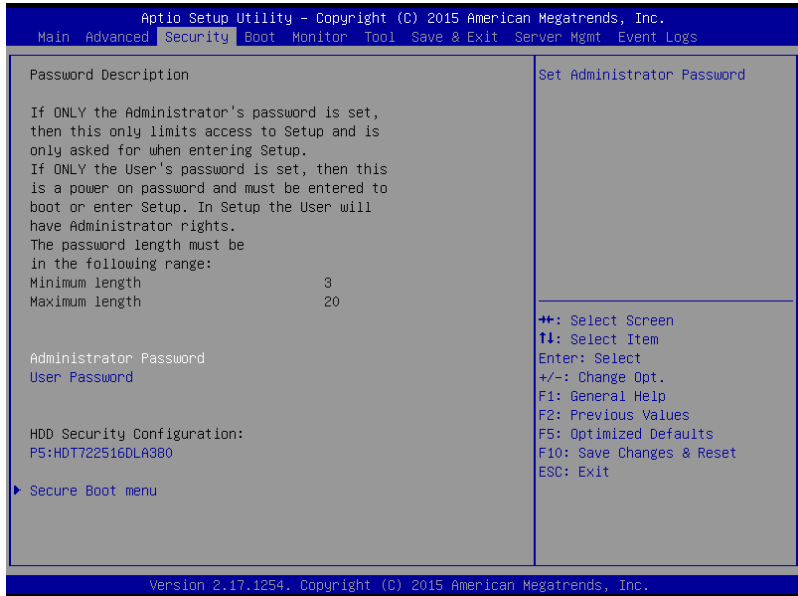 Aptio Setup Utility – Copyright (C) 2015 American Megatrends, Inc.
Main Advanced Security Boot Monitor Tool Save & Exit Server Mgmt Event Logs
Password Description
If ONLY the Administrator's password is set,
then this only limits access to Setup and is
only asked for when entering Setup.
If ONLY the User's password is set, then this
is a power on password and must be entered to
boot or enter Setup. In Setup the User will
have Administrator rights.
The password length must be
in the following range:
Minimum length 3
Maximum length 20
Administrator Password
User Password
HDD Security Configuration:
P5:HDT722516DLA380
Secure Boot menu
Set Administrator Password
→←: Select Screen
↑↓: Select Item
Enter: Select
+/-: Change Opt.
F1: General Help
F2: Previous Values
F5: Optimized Defaults
F10: Save Changes & Reset
ESC: Exit
Version 2.17.1254. Copyright (C) 2015 American Megatrends, Inc.